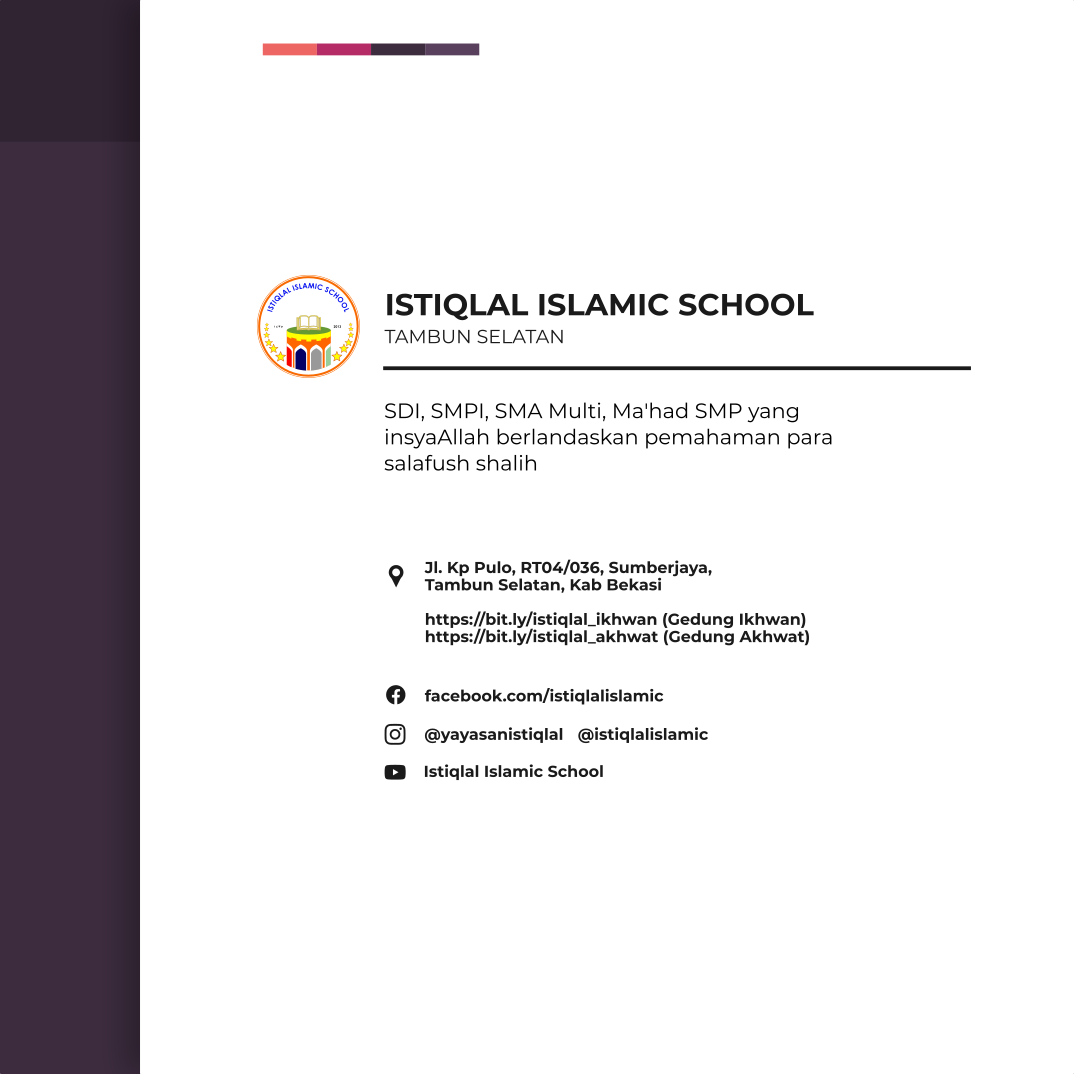 ISTIQLAL ISLAMIC SCHOOL
2013
ISTIQLAL ISLAMIC SCHOOL
TAMBUN SELATAN
SDI, SMPI, SMA Multi, Ma'had SMP yang
insyaAllah berlandaskan pemahaman para
salafush shalih
Jl. Kp Pulo, RT04/036, Sumberjaya,
Tambun Selatan, Kab Bekasi
https://bit.ly/istiqlal_ikhwan (Gedung Ikhwan)
https://bit.ly/istiqlal_akhwat (Gedung Akhwat)
facebook.com/istiqlalislamic
@yayasanistiqlal @istiqlalislamic
Istiqlal Islamic School